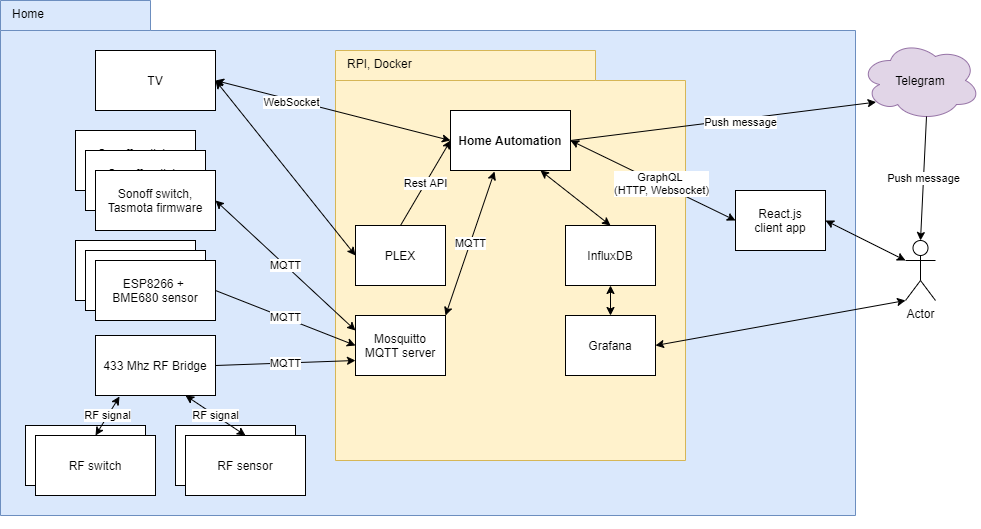 Home
RPI, Docker
TV
WebSocket
Home Automation
Push message
Telegram
Rest API
GraphQL
(HTTP, Websocket)
Push message
Sonoff switch,
Tasmota firmware
React.js
client app
MQTT
PLEX
InfluxDB
MQTT
ESP8266 +
BME680 sensor
Actor
MQTT
Mosquitto
MQTT server
Grafana
433 Mhz RF Bridge
MQTT
RF signal
RF signal
RF switch
RF sensor